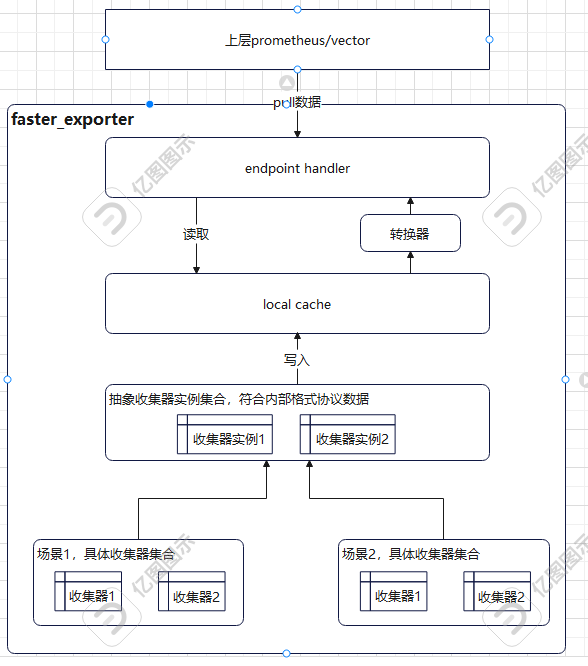 上层prometheus/vector
pull数据
faster_exporter
亿图图示
亿图图示
endpoint handler
读取
转换器
local cache
写入
抽象收集器实例集合，符合内部格式协议数据
收集器实例1
收集器实例2
场景1，具体收集器集合
收集器1
收集器2
亿图图示
场景2，具体收集器集合
收集器1
收集器2
亿图图示